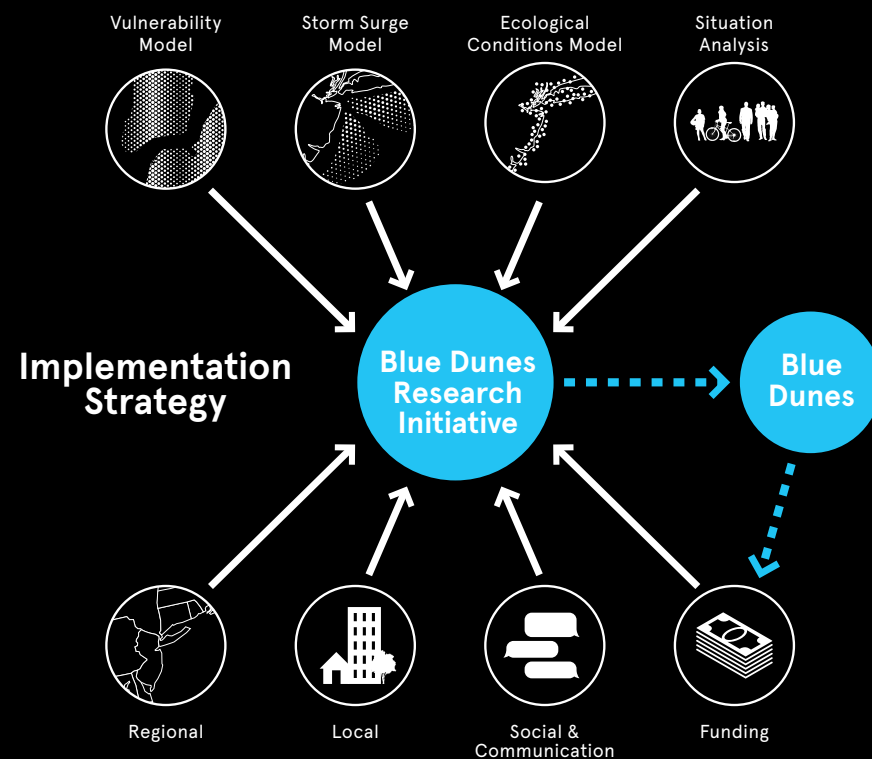 Vulnerability
Model
Storm Surge
Model
Ecological
Conditions Model
Situation
Analysis
Implementation
Strategy
Blue Dunes
Research
Initiative
Blue
Dunes
Regional
Local
Social &
Communication
Funding